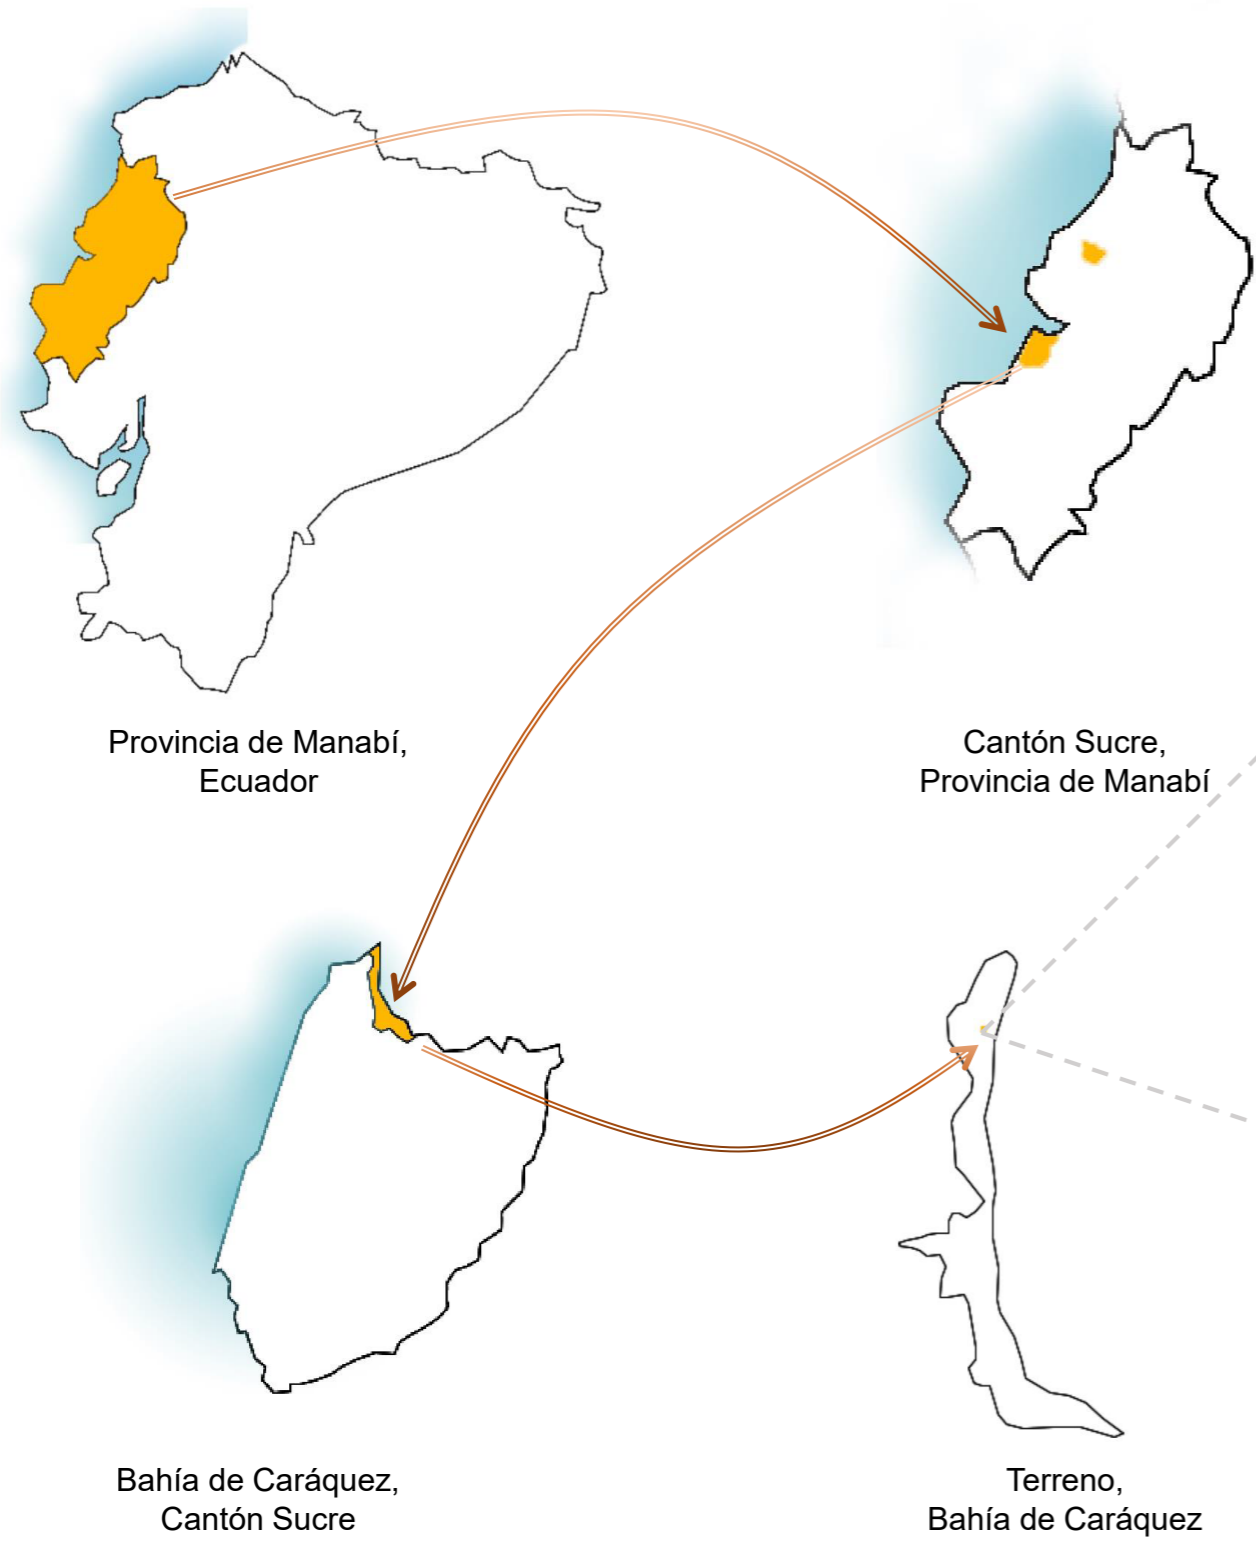 Provincia de Manabí,
Ecuador
Cantón Sucre,
Provincia de Manabí
Bahía de Caráquez,
Cantón Sucre
Terreno,
Bahía de Caráquez